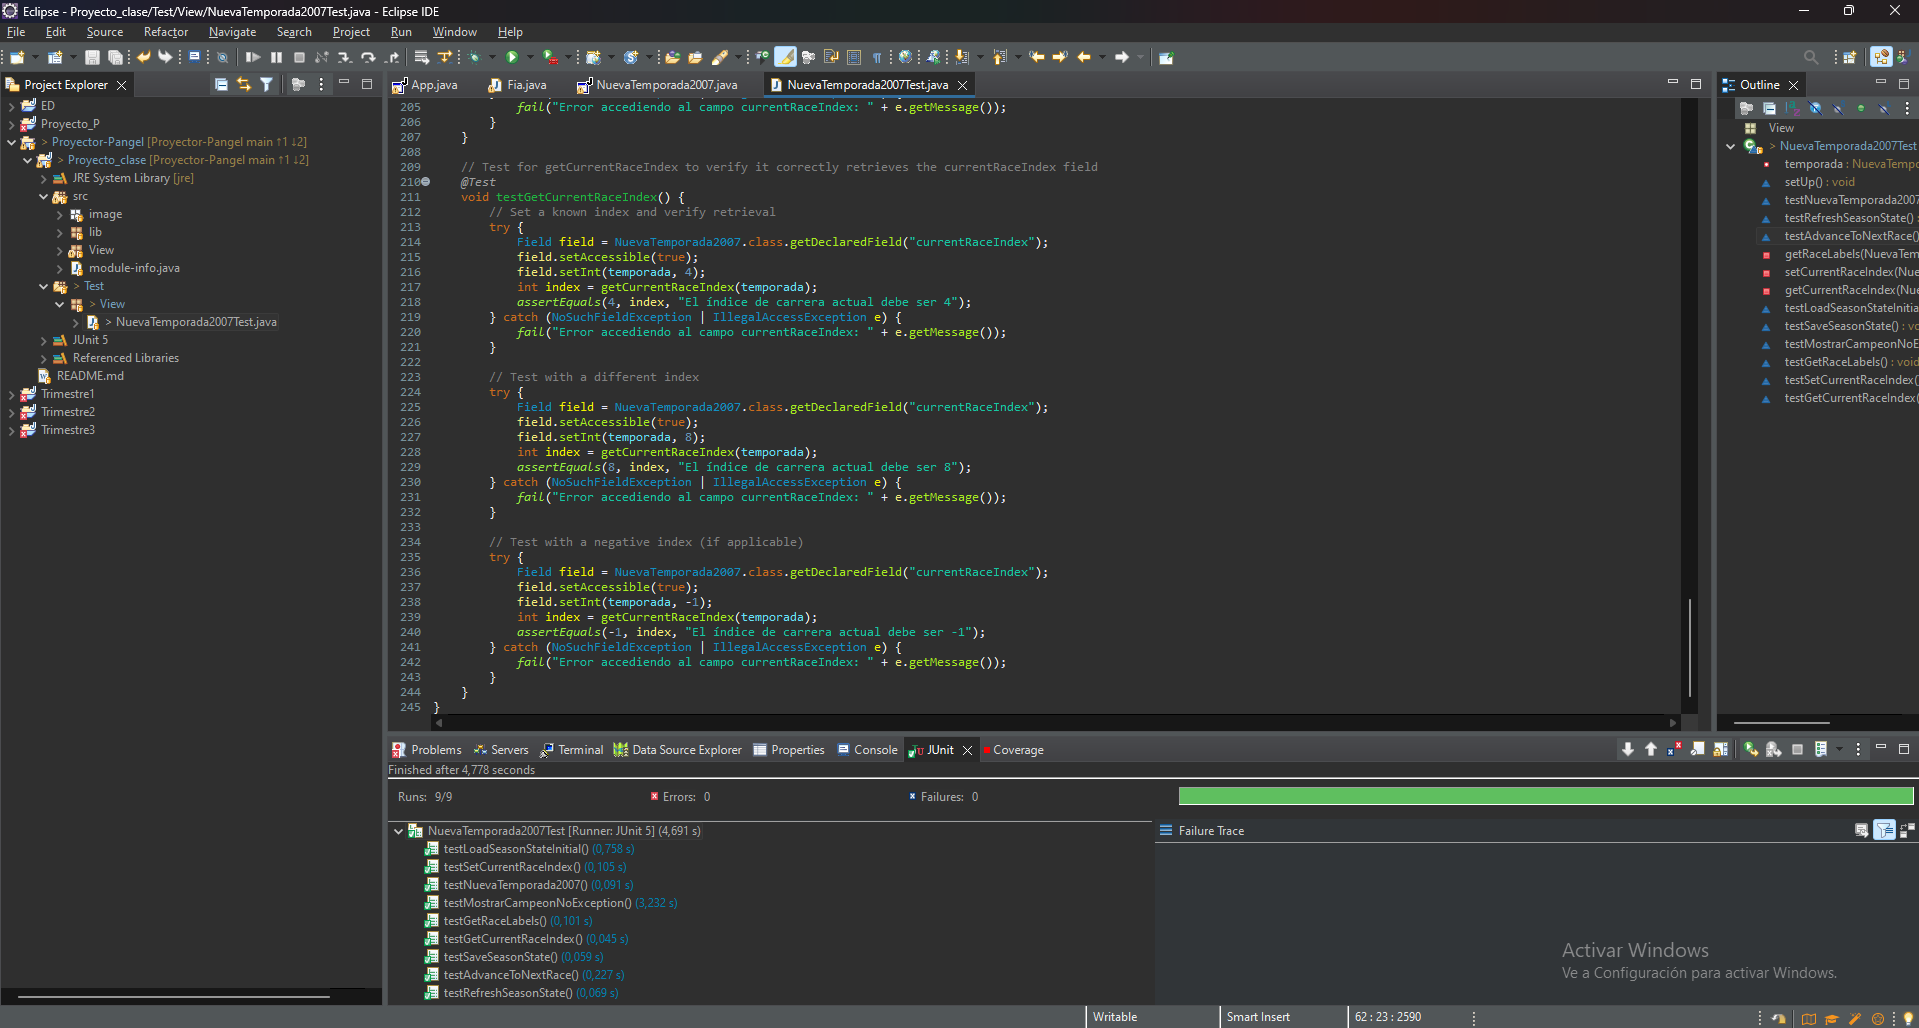 Eclipse - Proyecto_clase/Test/View/NuevaTemporada2007Test.java - Eclipse IDE
File Edit Source Refactor Navigate Search Project Run Window Help
Project Explorer
ED
Proyecto_P
> Proyector-Pangel [Proyector-Pangel main ↑1 ↓2]
> Proyecto_clase [Proyector-Pangel main ↑1 ↓2]
JRE System Library [jre]
src
image
lib
View
module-info.java
> Test
> View
> NuevaTemporada2007Test.java
JUnit 5
Referenced Libraries
README.md
Trimestre1
Trimestre2
Trimestre3
App.java Fia.java NuevaTemporada2007.java NuevaTemporada2007Test.java
205 fail("Error accediendo al campo currentRaceIndex: " + e.getMessage());
206 }
207 }
208
209 // Test for getCurrentRaceIndex to verify it correctly retrieves the currentRaceIndex field
210 @Test
211 void testGetCurrentRaceIndex() {
212 // Set a known index and verify retrieval
213 try {
214 Field field = NuevaTemporada2007.class.getDeclaredField("currentRaceIndex");
215 field.setAccessible(true);
216 field.setInt(temporada, 4);
217 int index = getCurrentRaceIndex(temporada);
218 assertEquals(4, index, "El índice de carrera actual debe ser 4");
219 } catch (NoSuchFieldException | IllegalAccessException e) {
220 fail("Error accediendo al campo currentRaceIndex: " + e.getMessage());
221 }
222
223 // Test with a different index
224 try {
225 Field field = NuevaTemporada2007.class.getDeclaredField("currentRaceIndex");
226 field.setAccessible(true);
227 field.setInt(temporada, 8);
228 int index = getCurrentRaceIndex(temporada);
229 assertEquals(8, index, "El índice de carrera actual debe ser 8");
230 } catch (NoSuchFieldException | IllegalAccessException e) {
231 fail("Error accediendo al campo currentRaceIndex: " + e.getMessage());
232 }
233
234 // Test with a negative index (if applicable)
235 try {
236 Field field = NuevaTemporada2007.class.getDeclaredField("currentRaceIndex");
237 field.setAccessible(true);
238 field.setInt(temporada, -1);
239 int index = getCurrentRaceIndex(temporada);
240 assertEquals(-1, index, "El índice de carrera actual debe ser -1");
241 } catch (NoSuchFieldException | IllegalAccessException e) {
242 fail("Error accediendo al campo currentRaceIndex: " + e.getMessage());
243 }
244 }
245 }
Outline
View
> NuevaTemporada2007Test
temporada : NuevaTempo
setUp() : void
testNuevaTemporada2007
testRefreshSeasonState() :
testAdvanceToNextRace()
getRaceLabels(NuevaTem
setCurrentRaceIndex(Nue
getCurrentRaceIndex(Nue
testLoadSeasonStateInitia
testSaveSeasonState() : vo
testMostrarCampeonNoE
testGetRaceLabels() : void
testSetCurrentRaceIndex(
testGetCurrentRaceIndex(
Problems Servers Terminal Data Source Explorer Properties Console JUnit Coverage
Finished after 4,778 seconds
Runs: 9/9 Errors: 0 Failures: 0
NuevaTemporada2007Test [Runner: JUnit 5] (4,691 s)
testLoadSeasonStateInitial() (0,758 s)
testSetCurrentRaceIndex() (0,105 s)
testNuevaTemporada2007() (0,091 s)
testMostrarCampeonNoException() (3,232 s)
testGetRaceLabels() (0,101 s)
testGetCurrentRaceIndex() (0,045 s)
testSaveSeasonState() (0,059 s)
testAdvanceToNextRace() (0,227 s)
testRefreshSeasonState() (0,069 s)
Failure Trace
Activar Windows
Ve a Configuración para activar Windows.
Writable Smart Insert 62 : 23 : 2590